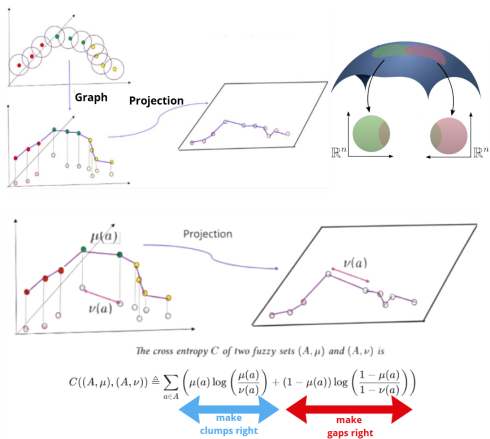 Graph
Projection
ℝⁿ ℝⁿ
μ(a)
ν(a)
Projection
ν(a)
The cross entropy C of two fuzzy sets (A, μ) and (A, ν) is
C((A, μ), (A, ν)) ≜ ∑_{a∈A} ( μ(a) log ( μ(a) / ν(a) ) + (1 − μ(a)) log ( (1 − μ(a)) / (1 − ν(a)) ) )
make
clumps right
make
gaps right